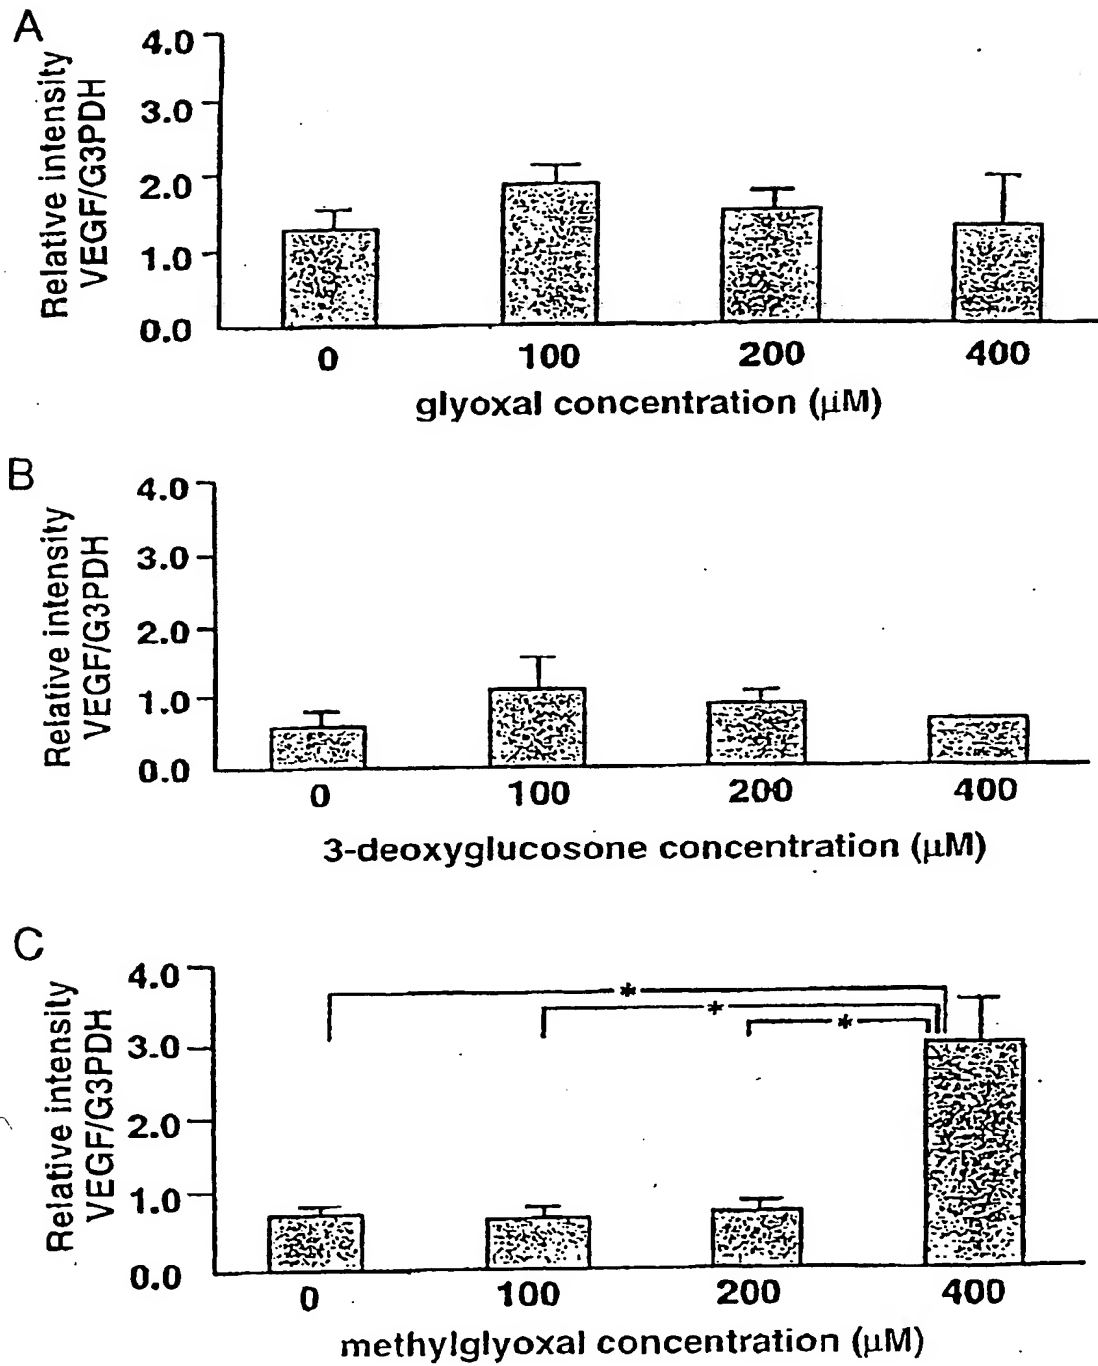 A
Relative intensity
VEGF/G3PDH
4.0
3.0
2.0
1.0
0.0
0
100
200
400
glyoxal concentration (µM)
B
Relative intensity
VEGF/G3PDH
4.0
3.0
2.0
1.0
0.0
0
100
200
400
3-deoxyglucosone concentration (µM)
C
Relative intensity
VEGF/G3PDH
4.0
3.0
2.0
1.0
0.0
*
*
*
0
100
200
400
methylglyoxal concentration (µM)